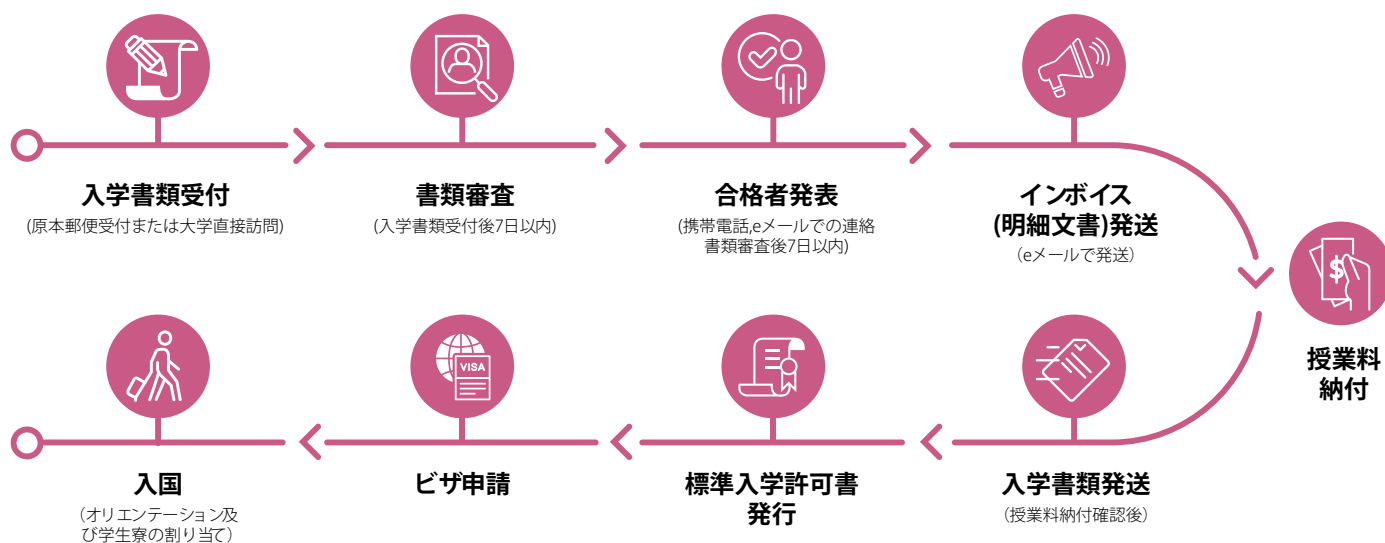 入学書類受付
(原本郵便受付または大学直接訪問)
書類審査
(入学書類受付後7日以内)
合格者発表
(携帯電話,eメールでの連絡
書類審査後7日以内)
インボイス
(明細文書)発送
(eメールで発送)
$
授業料
納付
入学書類発送
(授業料納付確認後)
標準入学許可書
発行
VISA
ビザ申請
入国
(オリエンテーション及
び学生寮の割り当て)